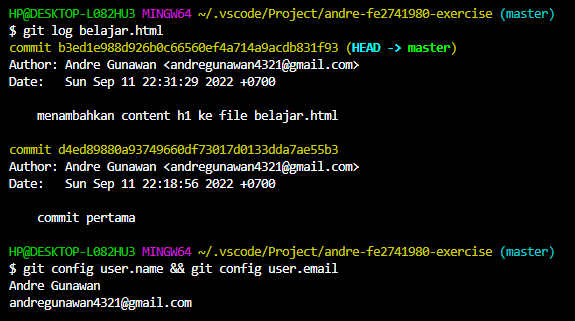 HP@DESKTOP-L082HU3 MINGW64 ~/.vscode/Project/andre-fe2741980-exercise (master)
$ git log belajar.html
commit b3ed1e988d926b0c66560ef4a714a9acdb831f93 (HEAD -> master)
Author: Andre Gunawan <andregunawan4321@gmail.com>
Date:   Sun Sep 11 22:31:29 2022 +0700

    menambahkan content h1 ke file belajar.html

commit d4ed89880a93749660df73017d0133dda7ae55b3
Author: Andre Gunawan <andregunawan4321@gmail.com>
Date:   Sun Sep 11 22:18:56 2022 +0700

    commit pertama

HP@DESKTOP-L082HU3 MINGW64 ~/.vscode/Project/andre-fe2741980-exercise (master)
$ git config user.name && git config user.email
Andre Gunawan
andregunawan4321@gmail.com